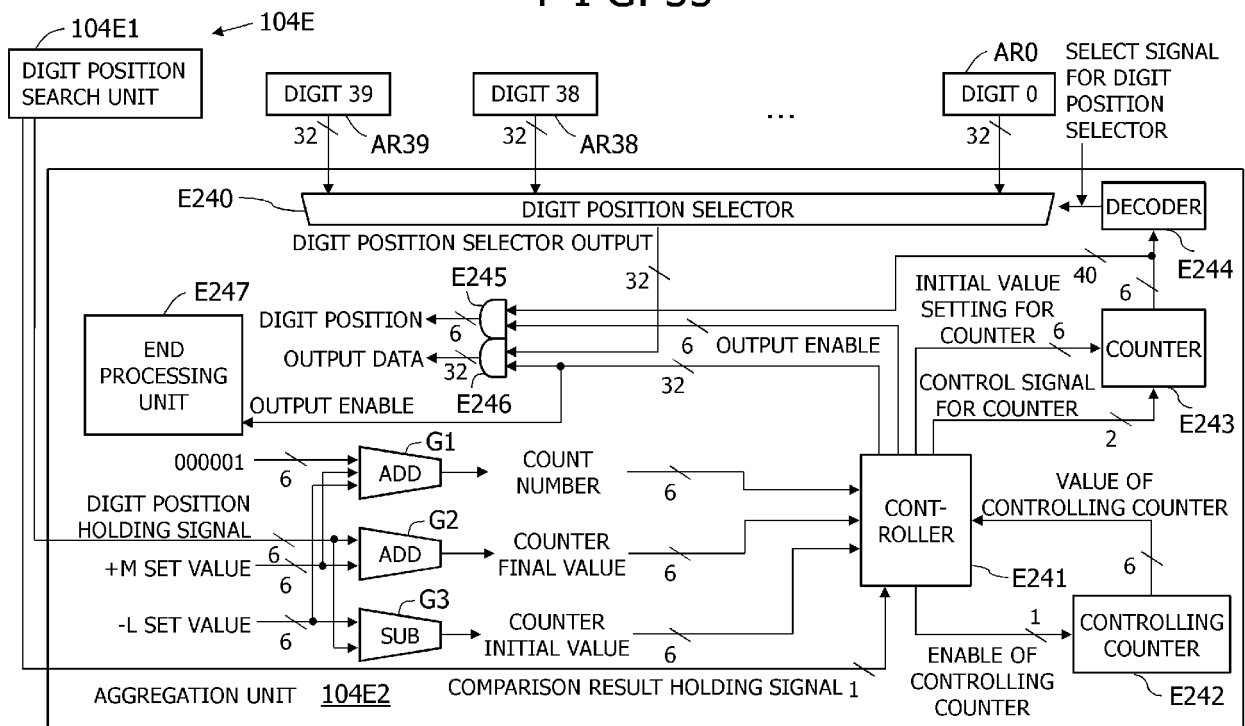 FIG. 33
104E1
104E
DIGIT POSITION
SEARCH UNIT
DIGIT 39
32
AR39
DIGIT 38
32
AR38
...
AR0
DIGIT 0
32
SELECT SIGNAL
FOR DIGIT
POSITION
SELECTOR
E240
DIGIT POSITION SELECTOR
DECODER
E244
DIGIT POSITION SELECTOR OUTPUT
32
40
6
E245
E247
END
PROCESSING
UNIT
DIGIT POSITION
6
OUTPUT DATA
32
E246
6
OUTPUT ENABLE
32
OUTPUT ENABLE
INITIAL VALUE
SETTING FOR
COUNTER
6
COUNTER
E243
CONTROL SIGNAL
FOR COUNTER
2
000001
6
G1
ADD
COUNT
NUMBER
6
DIGIT POSITION
HOLDING SIGNAL
6
+M SET VALUE
6
G2
ADD
COUNTER
FINAL VALUE
6
-L SET VALUE
6
G3
SUB
COUNTER
INITIAL VALUE
6
CONT-
ROLLER
E241
VALUE OF
CONTROLLING COUNTER
6
1
CONTROLLING
COUNTER
E242
ENABLE OF
CONTROLLING
COUNTER
COMPARISON RESULT HOLDING SIGNAL 1
AGGREGATION UNIT 104E2